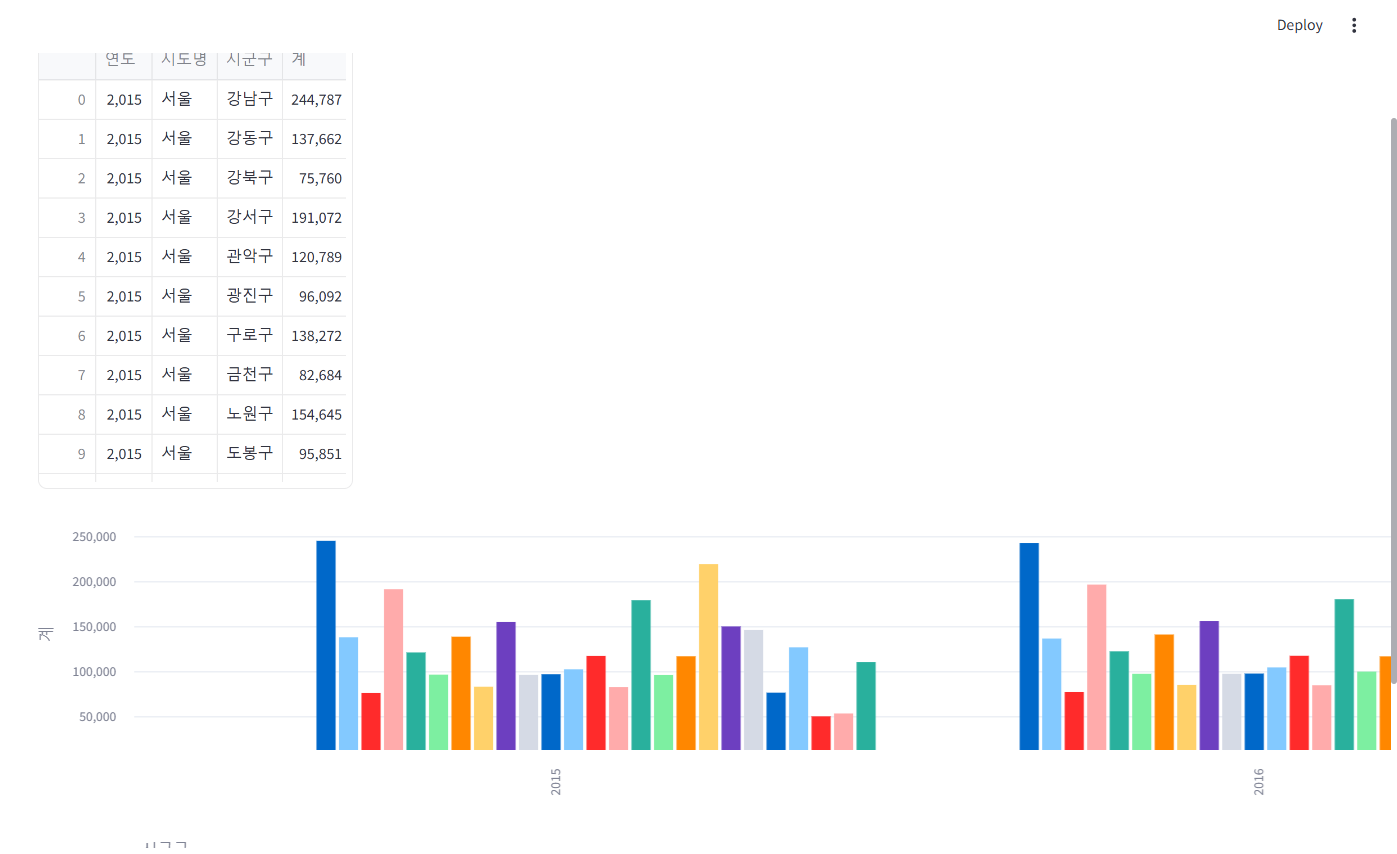 Deploy
연도 시도명 시군구 계
0 2,015 서울 강남구 244,787
1 2,015 서울 강동구 137,662
2 2,015 서울 강북구 75,760
3 2,015 서울 강서구 191,072
4 2,015 서울 관악구 120,789
5 2,015 서울 광진구 96,092
6 2,015 서울 구로구 138,272
7 2,015 서울 금천구 82,684
8 2,015 서울 노원구 154,645
9 2,015 서울 도봉구 95,851
250,000
200,000
150,000
100,000
50,000
계
2015
2016
시군구